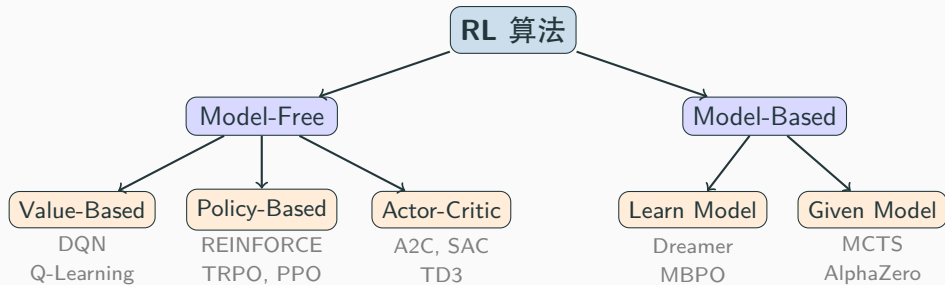 RL 算法
Model-Free
Model-Based
Value-Based
Policy-Based
Actor-Critic
Learn Model
Given Model
DQN
REINFORCE
A2C, SAC
Dreamer
MCTS
Q-Learning
TRPO, PPO
TD3
MBPO
AlphaZero